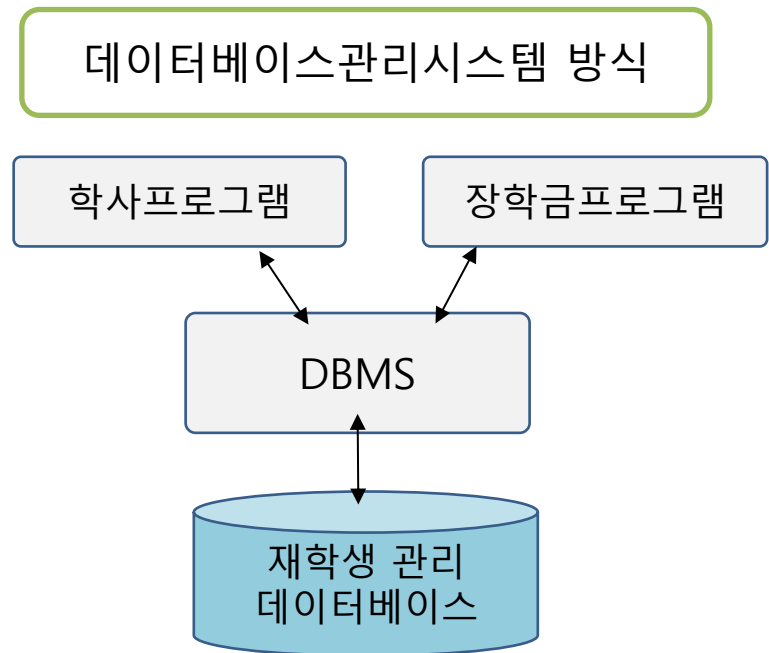 데이터베이스관리시스템 방식
학사프로그램
장학금프로그램
DBMS
재학생 관리
데이터베이스